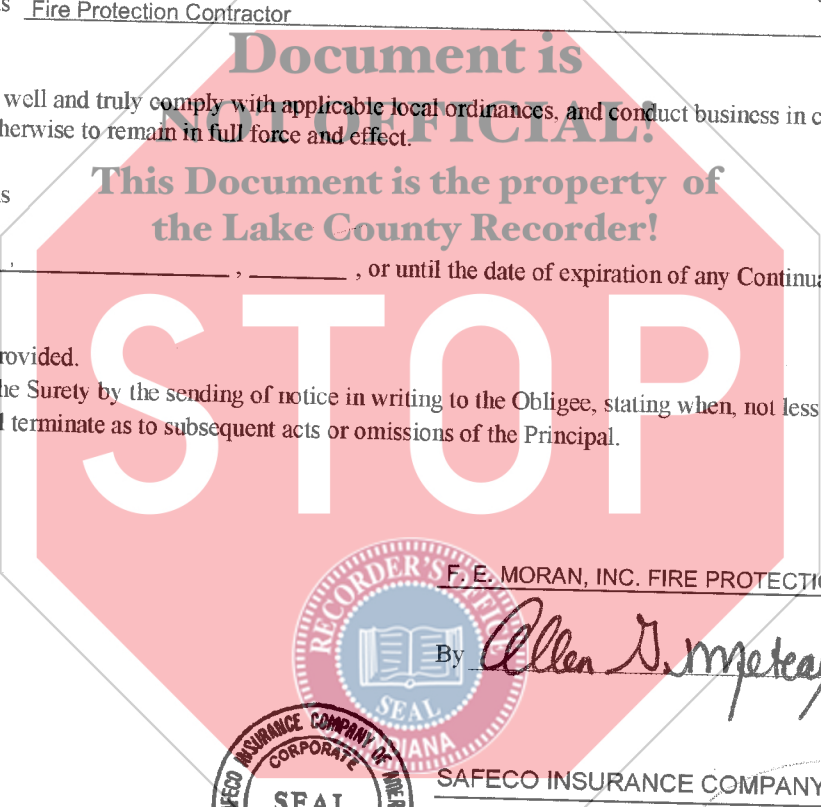 s Fire Protection Contractor
Document is
well and truly comply with applicable local ordinances, and conduct business in c
NOT OFFICIAL!
herwise to remain in full force and effect.
This Document is the property of
s
the Lake County Recorder!
, , or until the date of expiration of any Continua
STOP
rovided.
he Surety by the sending of notice in writing to the Obligee, stating when, not less
l terminate as to subsequent acts or omissions of the Principal.
F. E. MORAN, INC. FIRE PROTECTIO
RECORDER'S OFFICE
By Allen G.
SEAL
INDIANA
SAFECO INSURANCE COMPANY OF AMER
CORPORATE
SEAL
SAFECO INSURANCE COMPANY